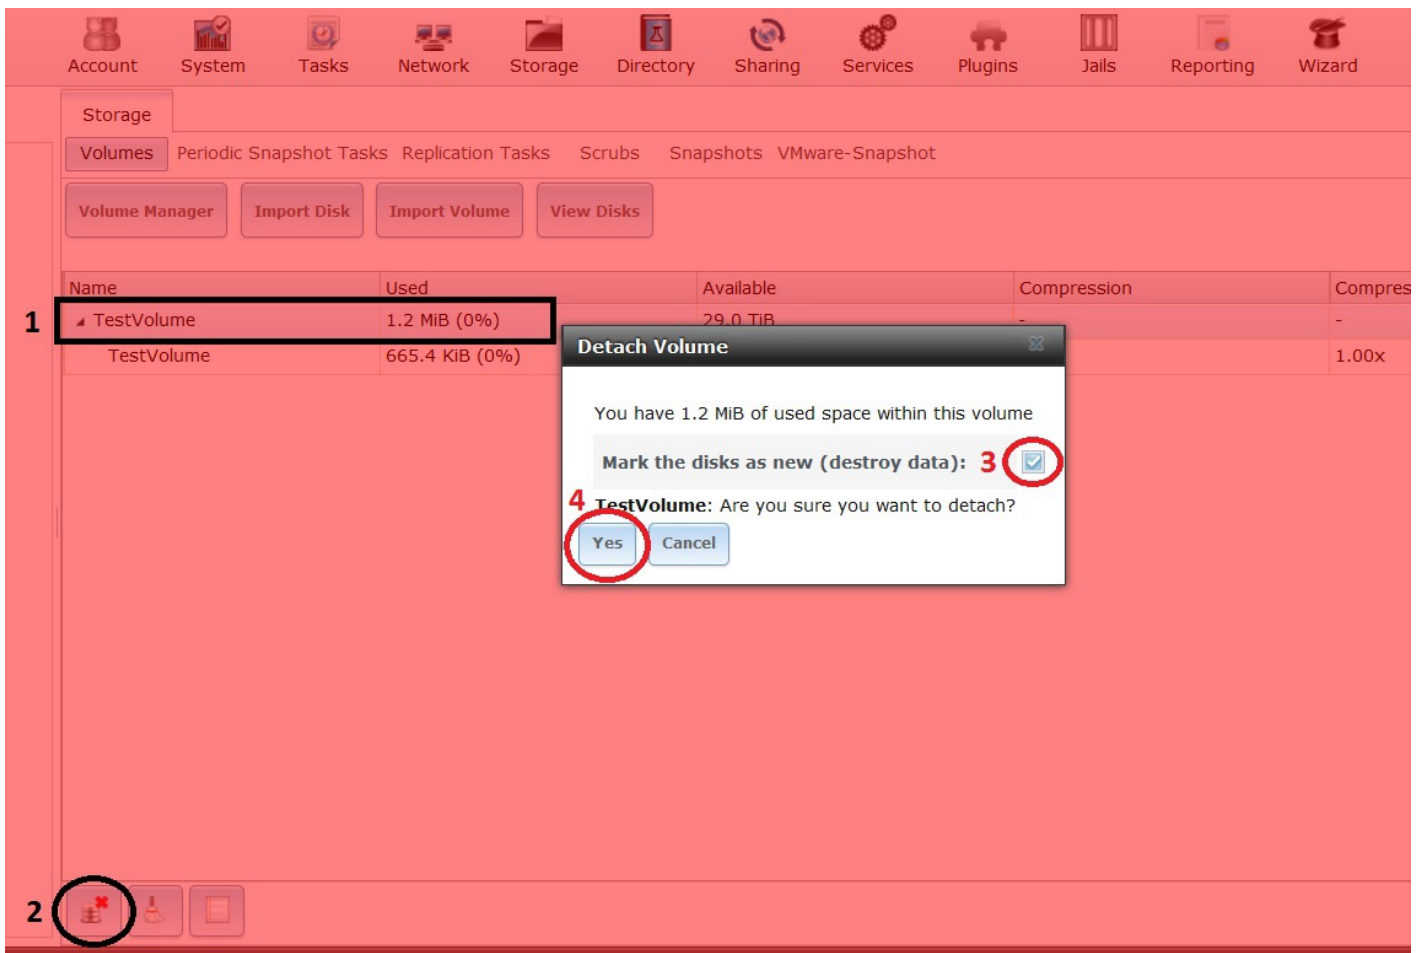 Account System Tasks Network Storage Directory Sharing Services Plugins Jails Reporting Wizard
Storage
Volumes Periodic Snapshot Tasks Replication Tasks Scrubs Snapshots VMware-Snapshot
Volume Manager Import Disk Import Volume View Disks
Name Used Available Compression Compres
1 TestVolume 1.2 MiB (0%) 29.0 TiB - -
TestVolume 665.4 KiB (0%) 1.00x
Detach Volume
You have 1.2 MiB of used space within this volume
Mark the disks as new (destroy data): 3
4 TestVolume: Are you sure you want to detach?
Yes Cancel
2